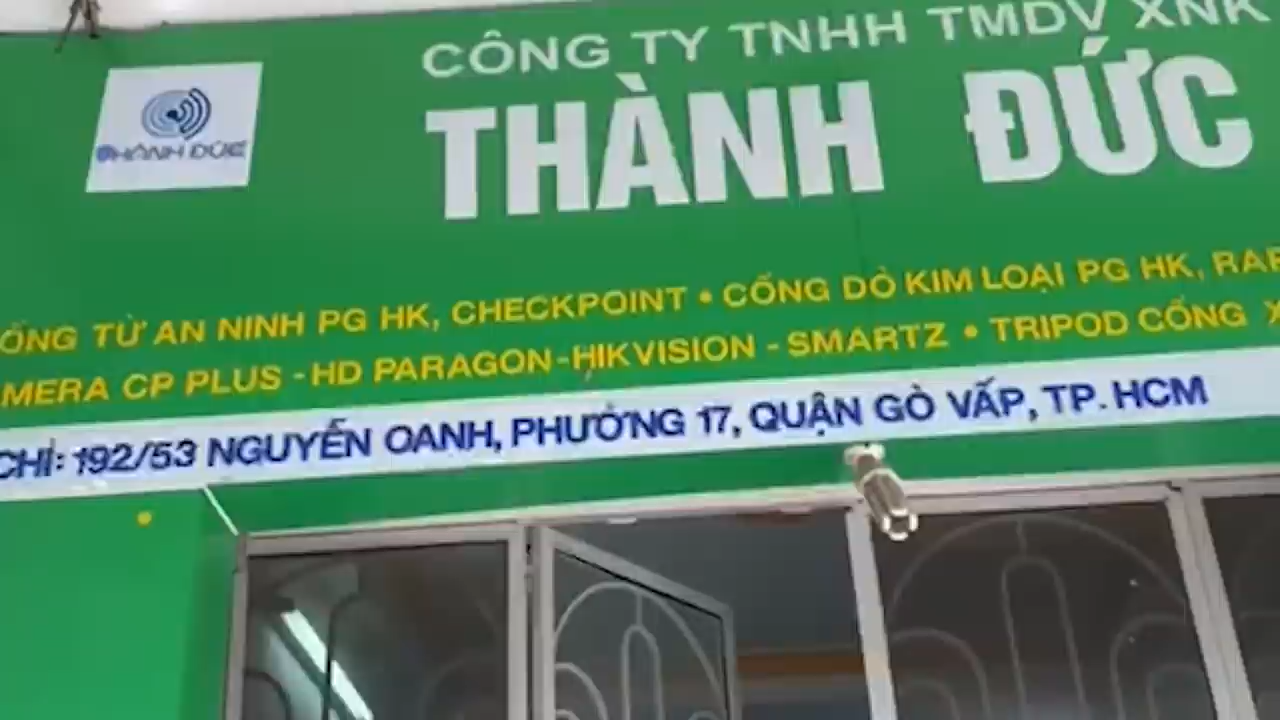 CÔNG TY TNHH TMDV XNK
THÀNH ĐỨC
THÀNH ĐỨC
ỔNG TỪ AN NINH PG HK, CHECKPOINT • CỔNG DÒ KIM LOẠI PG HK, RAP
MERA CP PLUS - HD PARAGON-HIKVISION - SMARTZ • TRIPOD CỔNG X
CHỈ: 192/53 NGUYỄN OANH, PHƯỜNG 17, QUẬN GÒ VẤP, TP. HCM